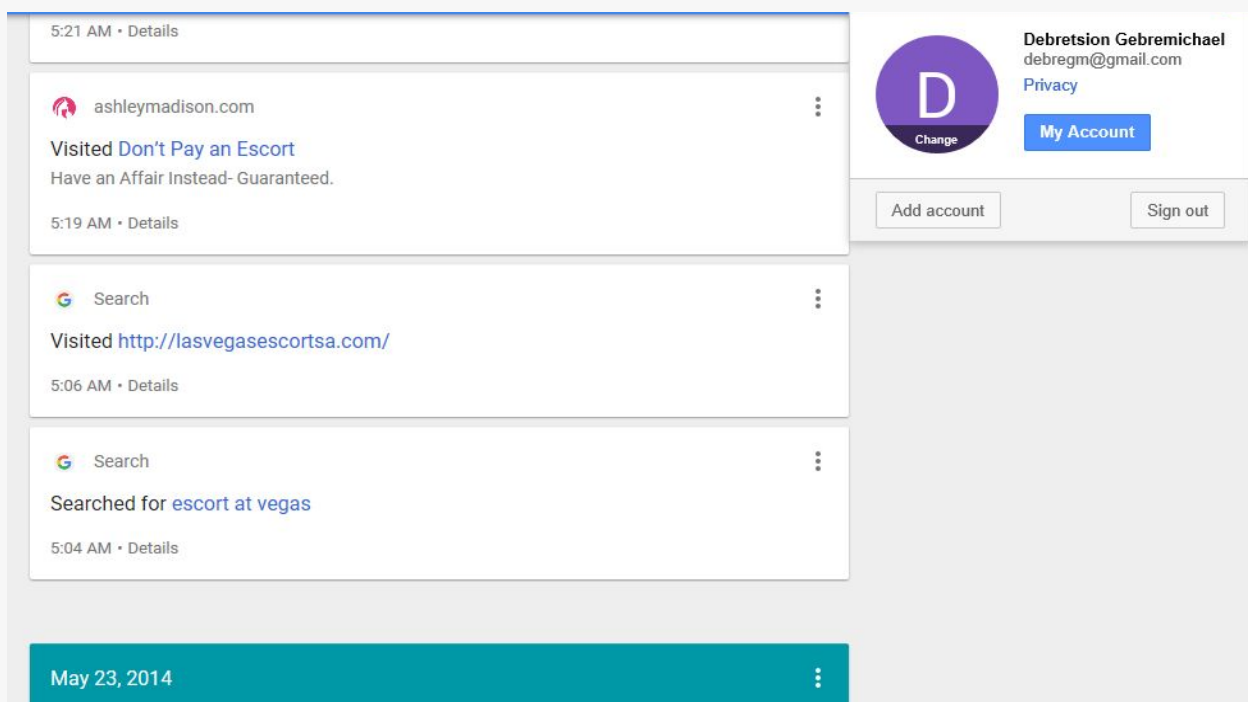 5:21 AM • Details
ashleymadison.com
Visited Don't Pay an Escort
Have an Affair Instead- Guaranteed.
5:19 AM • Details
G Search
Visited http://lasvegasescortsa.com/
5:06 AM • Details
G Search
Searched for escort at vegas
5:04 AM • Details
May 23, 2014
D
Change
Debretsion Gebremichael
debregm@gmail.com
Privacy
My Account
Add account
Sign out